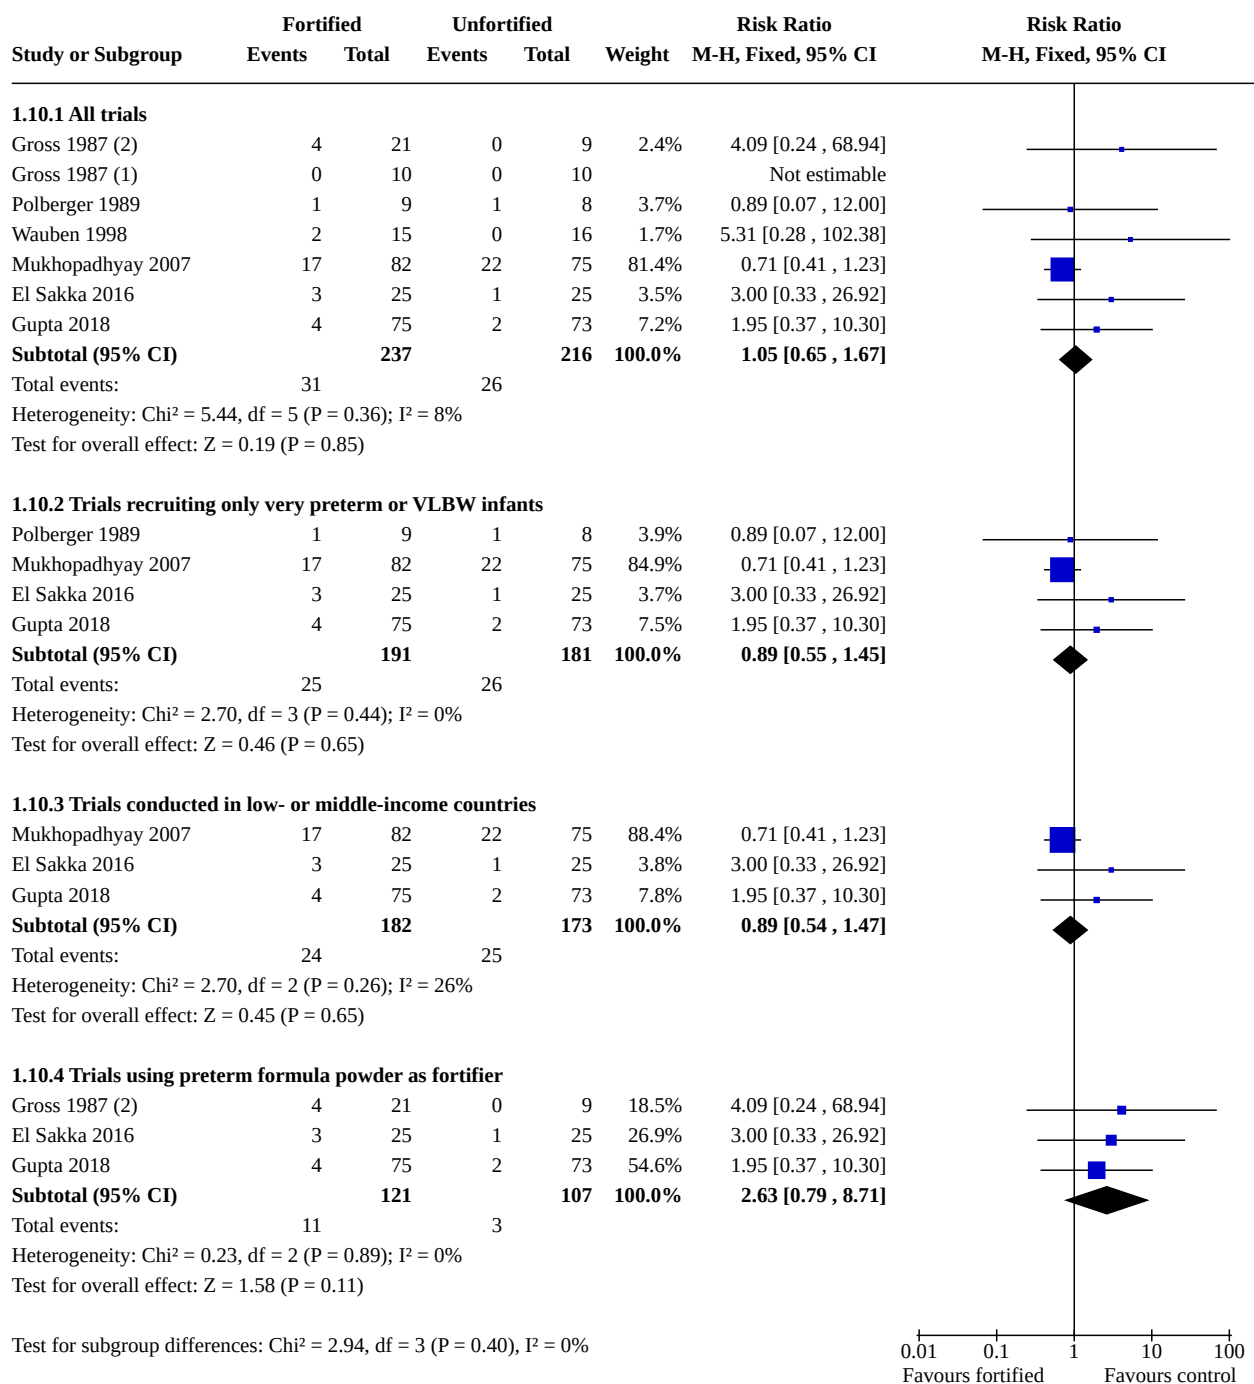 Fortified Unfortified Risk Ratio Risk Ratio
Study or Subgroup Events Total Events Total Weight M-H, Fixed, 95% CI M-H, Fixed, 95% CI
1.10.1 All trials
Gross 1987 (2) 4 21 0 9 2.4% 4.09 [0.24 , 68.94]
Gross 1987 (1) 0 10 0 10 Not estimable
Polberger 1989 1 9 1 8 3.7% 0.89 [0.07 , 12.00]
Wauben 1998 2 15 0 16 1.7% 5.31 [0.28 , 102.38]
Mukhopadhyay 2007 17 82 22 75 81.4% 0.71 [0.41 , 1.23]
El Sakka 2016 3 25 1 25 3.5% 3.00 [0.33 , 26.92]
Gupta 2018 4 75 2 73 7.2% 1.95 [0.37 , 10.30]
Subtotal (95% CI) 237 216 100.0% 1.05 [0.65 , 1.67]
Total events: 31 26
Heterogeneity: Chi² = 5.44, df = 5 (P = 0.36); I² = 8%
Test for overall effect: Z = 0.19 (P = 0.85)
1.10.2 Trials recruiting only very preterm or VLBW infants
Polberger 1989 1 9 1 8 3.9% 0.89 [0.07 , 12.00]
Mukhopadhyay 2007 17 82 22 75 84.9% 0.71 [0.41 , 1.23]
El Sakka 2016 3 25 1 25 3.7% 3.00 [0.33 , 26.92]
Gupta 2018 4 75 2 73 7.5% 1.95 [0.37 , 10.30]
Subtotal (95% CI) 191 181 100.0% 0.89 [0.55 , 1.45]
Total events: 25 26
Heterogeneity: Chi² = 2.70, df = 3 (P = 0.44); I² = 0%
Test for overall effect: Z = 0.46 (P = 0.65)
1.10.3 Trials conducted in low- or middle-income countries
Mukhopadhyay 2007 17 82 22 75 88.4% 0.71 [0.41 , 1.23]
El Sakka 2016 3 25 1 25 3.8% 3.00 [0.33 , 26.92]
Gupta 2018 4 75 2 73 7.8% 1.95 [0.37 , 10.30]
Subtotal (95% CI) 182 173 100.0% 0.89 [0.54 , 1.47]
Total events: 24 25
Heterogeneity: Chi² = 2.70, df = 2 (P = 0.26); I² = 26%
Test for overall effect: Z = 0.45 (P = 0.65)
1.10.4 Trials using preterm formula powder as fortifier
Gross 1987 (2) 4 21 0 9 18.5% 4.09 [0.24 , 68.94]
El Sakka 2016 3 25 1 25 26.9% 3.00 [0.33 , 26.92]
Gupta 2018 4 75 2 73 54.6% 1.95 [0.37 , 10.30]
Subtotal (95% CI) 121 107 100.0% 2.63 [0.79 , 8.71]
Total events: 11 3
Heterogeneity: Chi² = 0.23, df = 2 (P = 0.89); I² = 0%
Test for overall effect: Z = 1.58 (P = 0.11)
Test for subgroup differences: Chi² = 2.94, df = 3 (P = 0.40), I² = 0%
0.01 0.1 1 10 100
Favours fortified Favours control